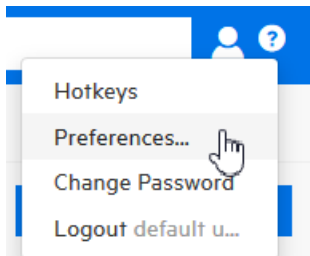 ?
Hotkeys
Preferences...
Change Password
Logout default u...